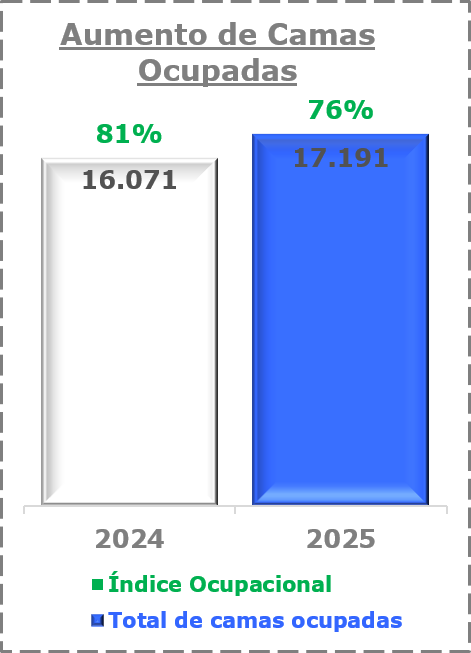 Aumento de Camas
Ocupadas
81%
76%
16.071
17.191
2024
2025
Índice Ocupacional
Total de camas ocupadas